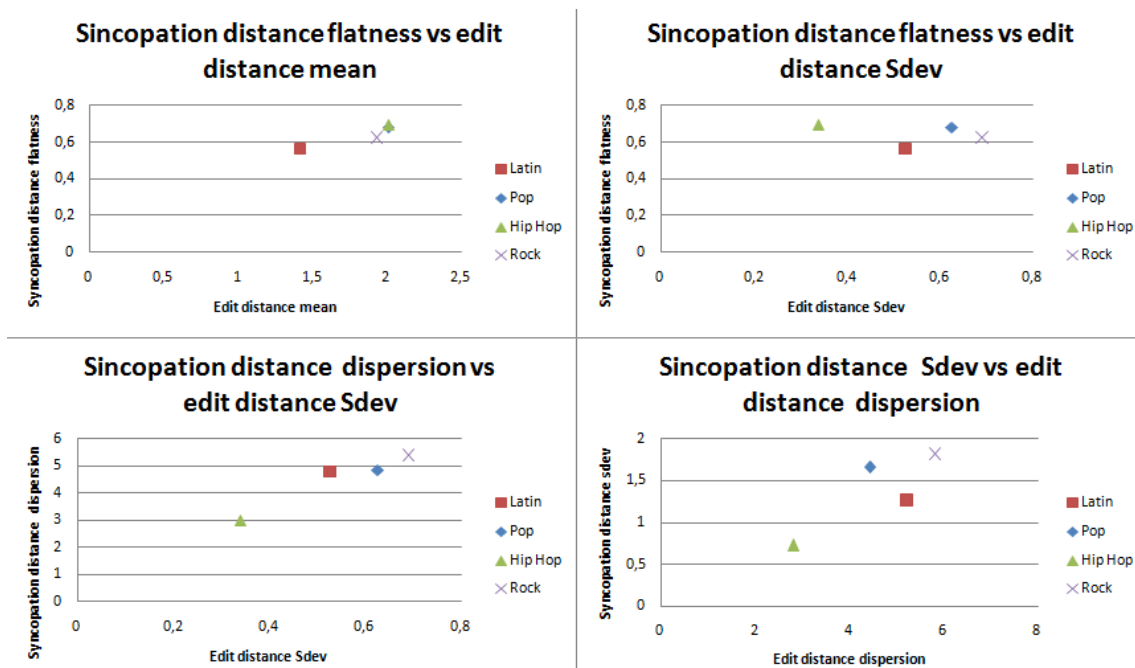 Sincopation distance flatness vs edit
distance mean
Syncopation distance flatness
0,8
0,6
0,4
0,2
0
0 0,5 1 1,5 2 2,5
Edit distance mean
Latin
Pop
Hip Hop
Rock
Sincopation distance flatness vs edit
distance Sdev
Syncopation distance flatness
0,8
0,6
0,4
0,2
0
0 0,2 0,4 0,6 0,8
Edit distance Sdev
Latin
Pop
Hip Hop
Rock
Sincopation distance dispersion vs
edit distance Sdev
Syncopation distance dispersion
6
5
4
3
2
1
0
0 0,2 0,4 0,6 0,8
Edit distance Sdev
Latin
Pop
Hip Hop
Rock
Sincopation distance Sdev vs edit
distance dispersion
Syncopation distance sdev
2
1,5
1
0,5
0
0 2 4 6 8
Edit distance dispersion
Latin
Pop
Hip Hop
Rock